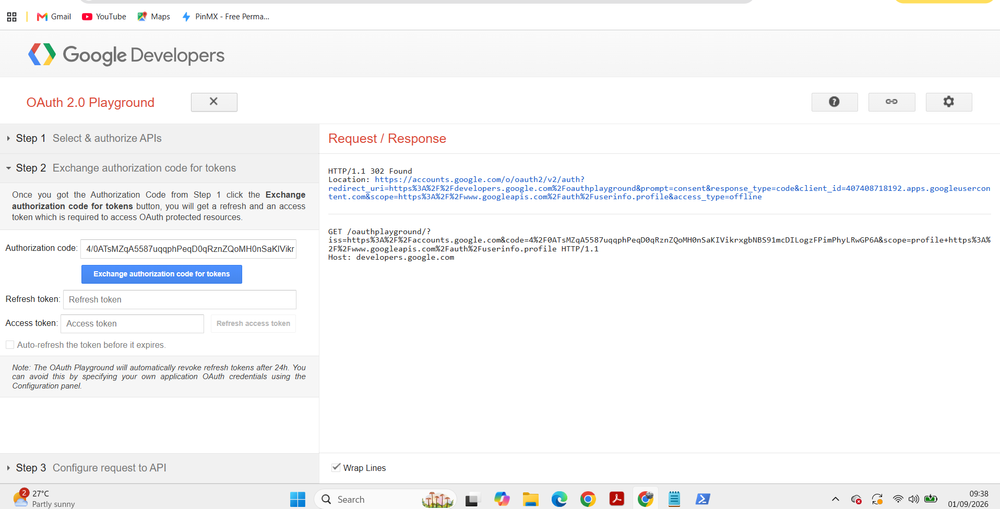 Gmail
YouTube
Maps
PinMX - Free Perma...
Google Developers
OAuth 2.0 Playground
Step 1 Select & authorize APIs
Step 2 Exchange authorization code for tokens
Once you got the Authorization Code from Step 1 click the Exchange
authorization code for tokens button, you will get a refresh and an access
token which is required to access OAuth protected resources.
Authorization code: 4/0ATsMZqA5587uqqphPeqD0qRznZQoMH0nSaKIVikr
Exchange authorization code for tokens
Refresh token: Refresh token
Access token: Access token
Refresh access token
Auto-refresh the token before it expires.
Note: The OAuth Playground will automatically revoke refresh tokens after 24h. You
can avoid this by specifying your own application OAuth credentials using the
Configuration panel.
Step 3 Configure request to API
Request / Response
HTTP/1.1 302 Found
Location: https://accounts.google.com/o/oauth2/v2/auth?
redirect_uri=https%3A%2F%2Fdevelopers.google.com%2Foauthplayground&prompt=consent&response_type=code&client_id=407408718192.apps.googleusercon
tent.com&scope=https%3A%2F%2Fwww.googleapis.com%2Fauth%2Fuserinfo.profile&access_type=offline
GET /oauthplayground/?
iss=https%3A%2F%2Faccounts.google.com&code=4%2F0ATsMZqA5587uqqphPeqD0qRznZQoMH0nSaKIVikrxgbNBS91mcDILogzFPimPhyLRwGP6A&scope=profile+https%3A%
2F%2Fwww.googleapis.com%2Fauth%2Fuserinfo.profile HTTP/1.1
Host: developers.google.com
Wrap Lines
2
27°C
Partly sunny
Search
09:38
01/09/2026